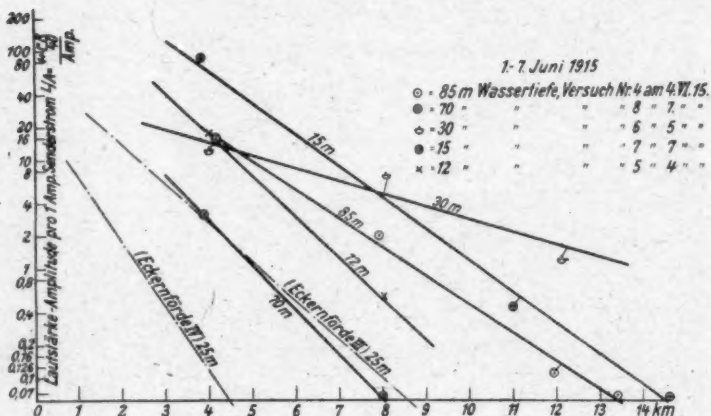 Lautstärke-Amplitude pro 1 Amp. Senderstrom L/A=
Amp.
200
100
80
40
20
16
10
8
4
2
1
0,8
0,4
0,2
0,16
0,126
0,1
0,07
1.-7. Juni 1915
⊙ = 85 m Wassertiefe, Versuch Nr. 4 am 4. VI. 15.
= 70 " " " 8 " 7. "
= 30 " " " 6 " 5 "
= 15 " " " 7 " 7 "
× = 12 " " " 5 " 4 "
15 m
30 m
85 m
12 m
70 m
(Eckernförde IV) 25 m
(Eckernförde III) 25 m
0 1 2 3 4 5 6 7 8 9 10 11 12 13 14 km